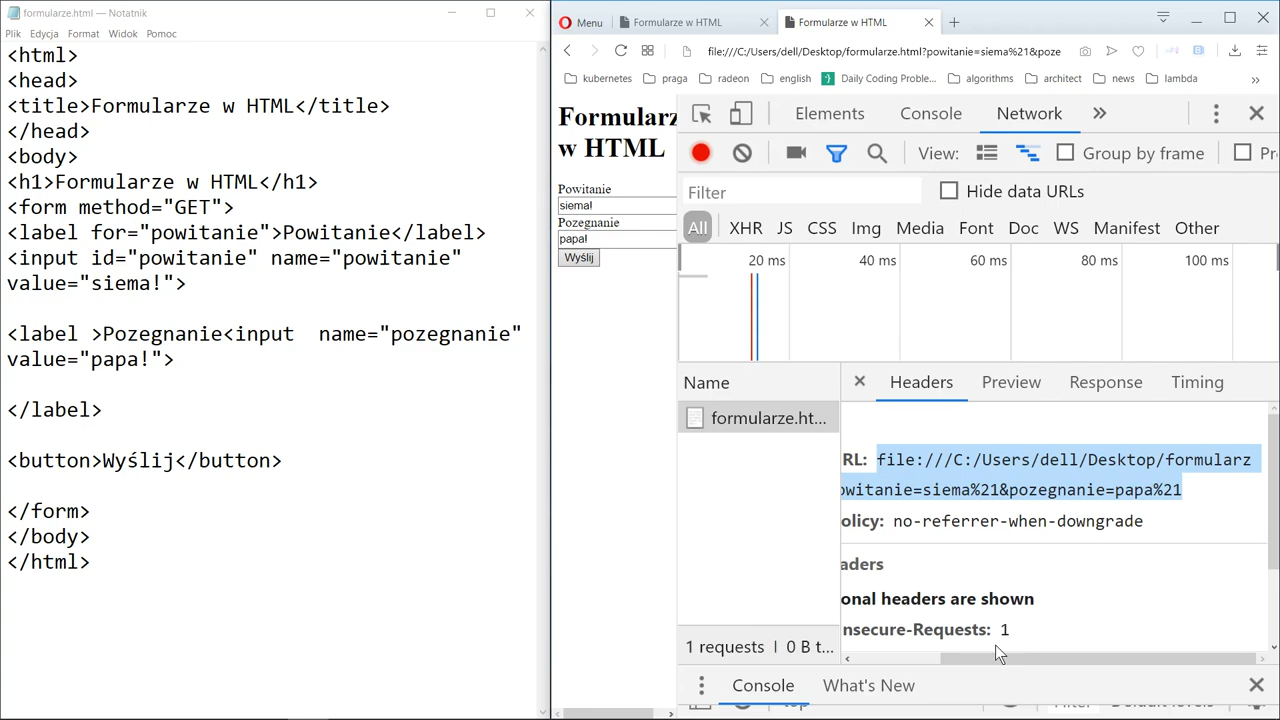 formularze.html — Notatnik
Plik Edycja Format Widok Pomoc
<html>
<head>
<title>Formularze w HTML</title>
</head>
<body>
<h1>Formularze w HTML</h1>
<form method="GET">
<label for="powitanie">Powitanie</label>
<input id="powitanie" name="powitanie"
value="siema!">
<label >Pozegnanie<input  name="pozegnanie"
value="papa!">
</label>
<button>Wyślij</button>
</form>
</body>
</html>
Menu
Formularze w HTML
Formularze w HTML
file:///C:/Users/dell/Desktop/formularze.html?powitanie=siema%21&poze
kubernetes praga radeon english Daily Coding Proble... algorithms architect news lambda
Formularz
w HTML
Powitanie
siema!
Pozegnanie
papa!
Wyślij
Elements Console Network
View: Group by frame Pr
Filter Hide data URLs
All XHR JS CSS Img Media Font Doc WS Manifest Other
20 ms 40 ms 60 ms 80 ms 100 ms
Name
formularze.ht...
Headers Preview Response Timing
RL: file:///C:/Users/dell/Desktop/formularz
owitanie=siema%21&pozegnanie=papa%21
olicy: no-referrer-when-downgrade
aders
onal headers are shown
nsecure-Requests: 1
1 requests | 0 B t...
Console What's New